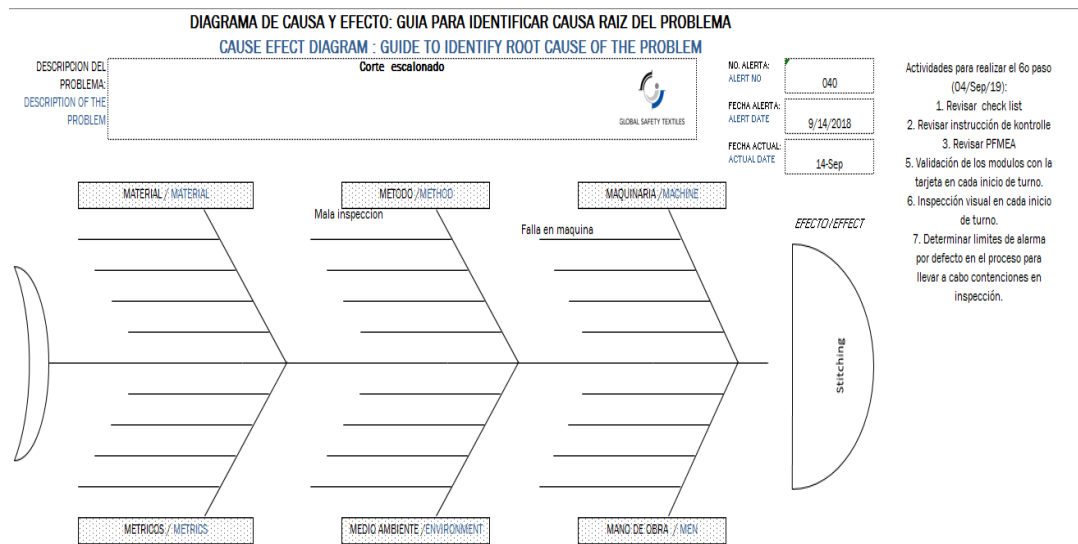 DIAGRAMA DE CAUSA Y EFECTO: GUIA PARA IDENTIFICAR CAUSA RAIZ DEL PROBLEMA
CAUSE EFECT DIAGRAM : GUIDE TO IDENTIFY ROOT CAUSE OF THE PROBLEM
DESCRIPCION DEL
PROBLEMA:
DESCRIPTION OF THE
PROBLEM
Corte escalonado
GLOBAL SAFETY TEXTILES
NO. ALERTA:
ALERT NO
040
FECHA ALERTA:
ALERT DATE
9/14/2018
FECHA ACTUAL:
ACTUAL DATE
14-Sep
Actividades para realizar el 6o paso
(04/Sep/19):
1. Revisar check list
2. Revisar instrucción de kontrolle
3. Revisar PFMEA
5. Validación de los modulos con la
tarjeta en cada inicio de turno.
6. Inspección visual en cada inicio
de turno.
7. Determinar limites de alarma
por defecto en el proceso para
llevar a cabo contenciones en
inspección.
MATERIAL / MATERIAL
METODO /METHOD
MAQUINARIA /MACHINE
Mala inspeccion
Falla en maquina
EFECTO/EFFECT
Stitching
METRICOS / METRICS
MEDIO AMBIENTE /ENVIRONMENT
MANO DE OBRA / MEN